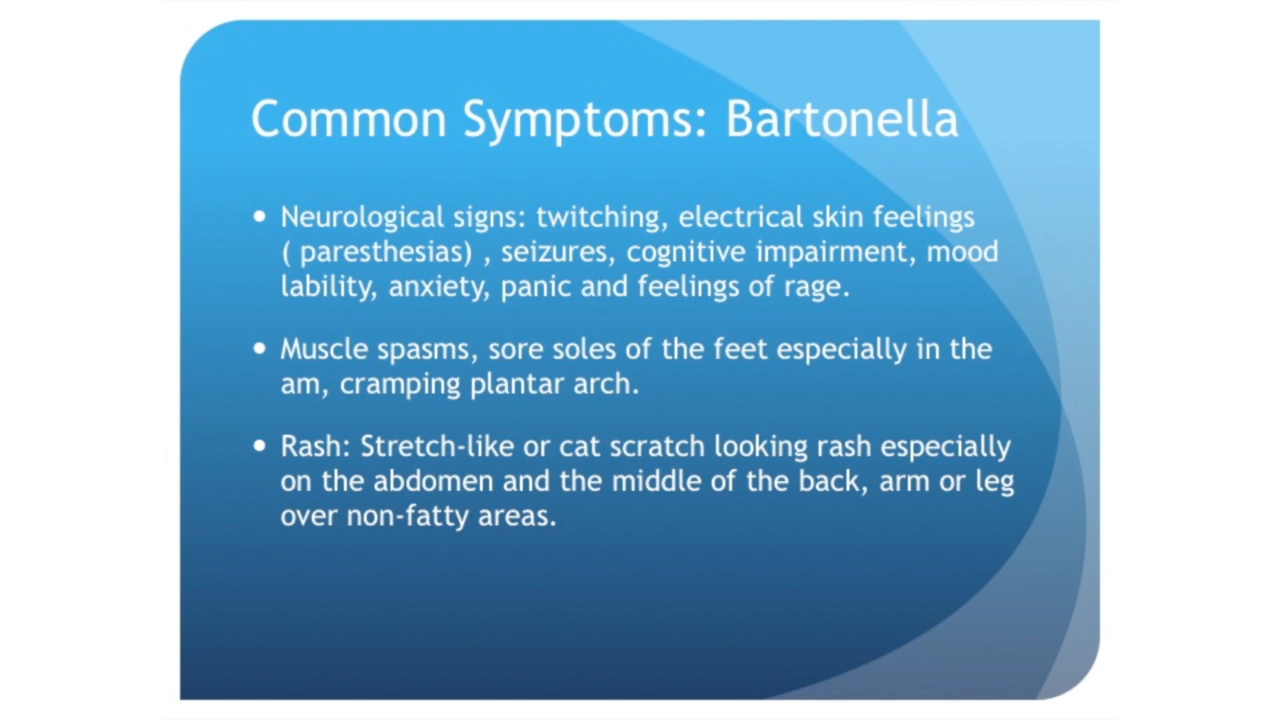 Common Symptoms: Bartonella
• Neurological signs: twitching, electrical skin feelings
( paresthesias) , seizures, cognitive impairment, mood
lability, anxiety, panic and feelings of rage.
• Muscle spasms, sore soles of the feet especially in the
am, cramping plantar arch.
• Rash: Stretch-like or cat scratch looking rash especially
on the abdomen and the middle of the back, arm or leg
over non-fatty areas.